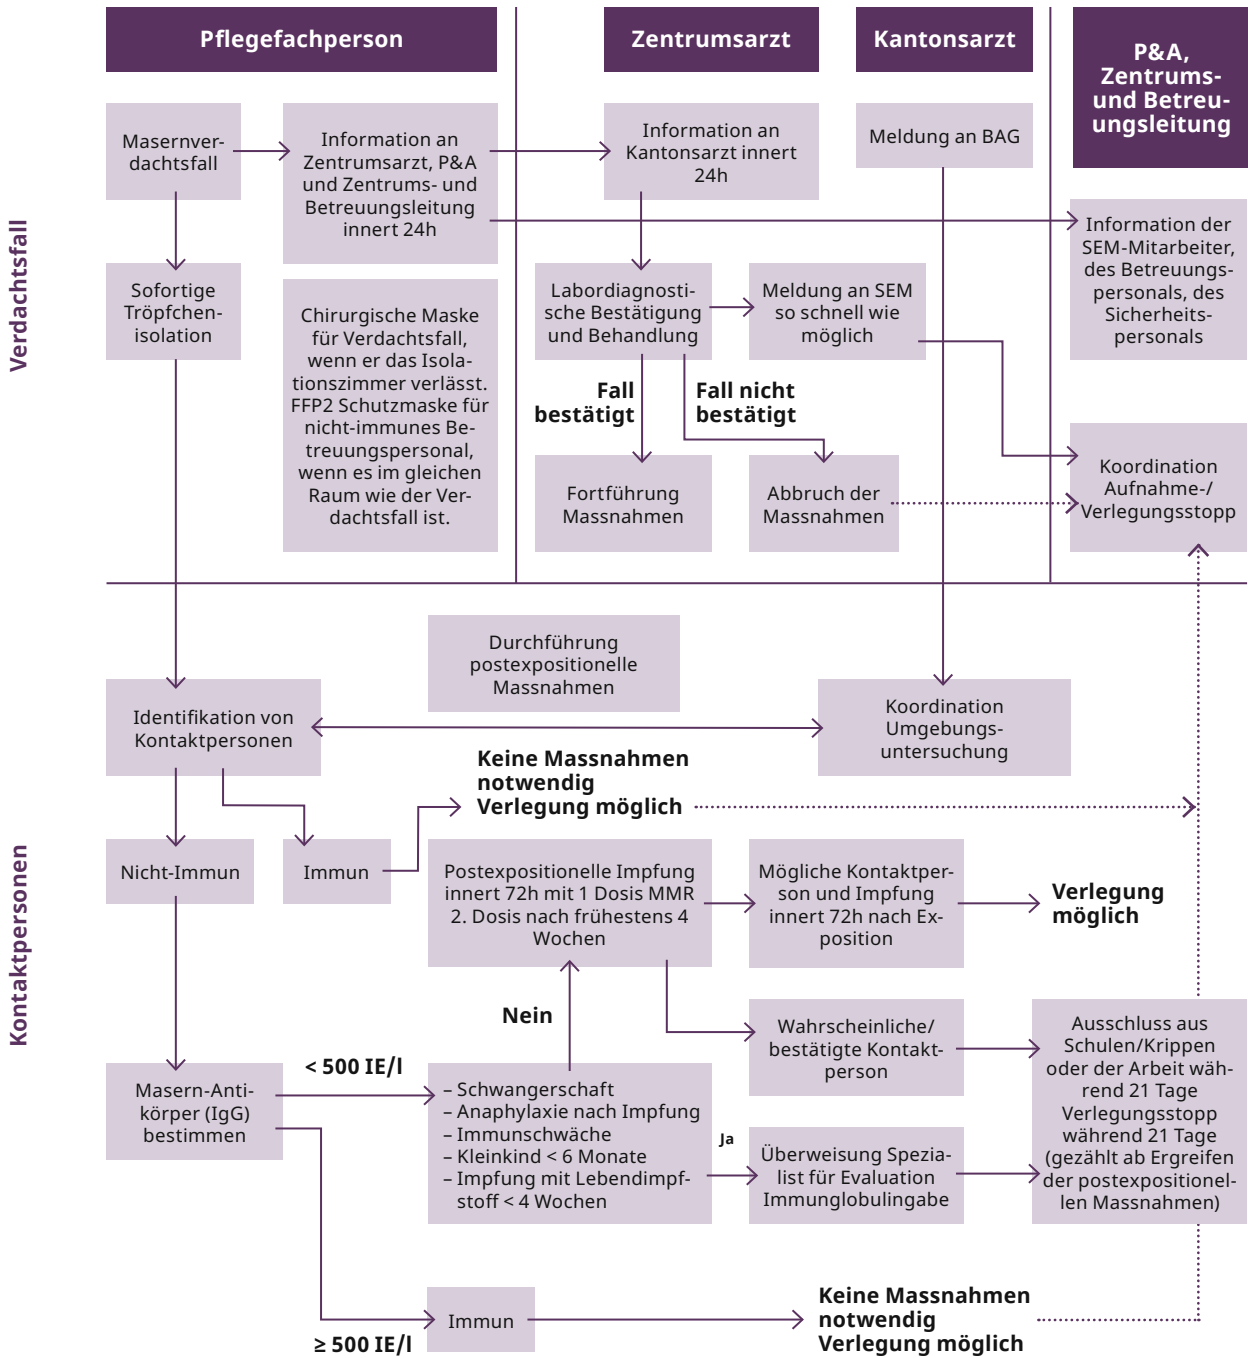 Pflegefachperson
Zentrumsarzt
Kantonsarzt
P&A,
Zentrums-
und Betreu-
ungsleitung
Verdachtsfall
Masernver-
dachtsfall
Information an
Zentrumsarzt, P&A
und Zentrums- und
Betreuungsleitung
innert 24h
Information an
Kantonsarzt innert
24h
Meldung an BAG
Information der
SEM-Mitarbeiter,
des Betreuungs-
personals, des
Sicherheits-
personals
Sofortige
Tröpfchen-
isolation
Chirurgische Maske
für Verdachtsfall,
wenn er das Isola-
tionszimmer verlässt.
FFP2 Schutzmaske für
nicht-immunes Be-
treuungspersonal,
wenn es im gleichen
Raum wie der Ver-
dachtsfall ist.
Labordiagnosti-
sche Bestätigung
und Behandlung
Meldung an SEM
so schnell wie
möglich
Fall
bestätigt
Fall nicht
bestätigt
Fortführung
Massnahmen
Abbruch der
Massnahmen
Koordination
Aufnahme-/
Verlegungsstopp
Kontaktpersonen
Durchführung
postexpositionelle
Massnahmen
Identifikation von
Kontaktpersonen
Koordination
Umgebungs-
untersuchung
Keine Massnahmen
notwendig
Verlegung möglich
Nicht-Immun
Immun
Postexpositionelle Impfung
innert 72h mit 1 Dosis MMR
2. Dosis nach frühestens 4
Wochen
Mögliche Kontaktper-
son und Impfung
innert 72h nach Ex-
position
Verlegung
möglich
Nein
Wahrscheinliche/
bestätigte Kontakt-
person
Ausschluss aus
Schulen/Krippen
oder der Arbeit wäh-
rend 21 Tage
Verlegungsstopp
während 21 Tage
(gezählt ab Ergreifen
der postexpositionel-
len Massnahmen)
Masern-Anti-
körper (IgG)
bestimmen
< 500 IE/l
– Schwangerschaft
– Anaphylaxie nach Impfung
– Immunschwäche
– Kleinkind < 6 Monate
– Impfung mit Lebendimpf-
stoff < 4 Wochen
Ja
Überweisung Spezia-
list für Evaluation
Immunglobulingabe
≥ 500 IE/l
Immun
Keine Massnahmen
notwendig
Verlegung möglich